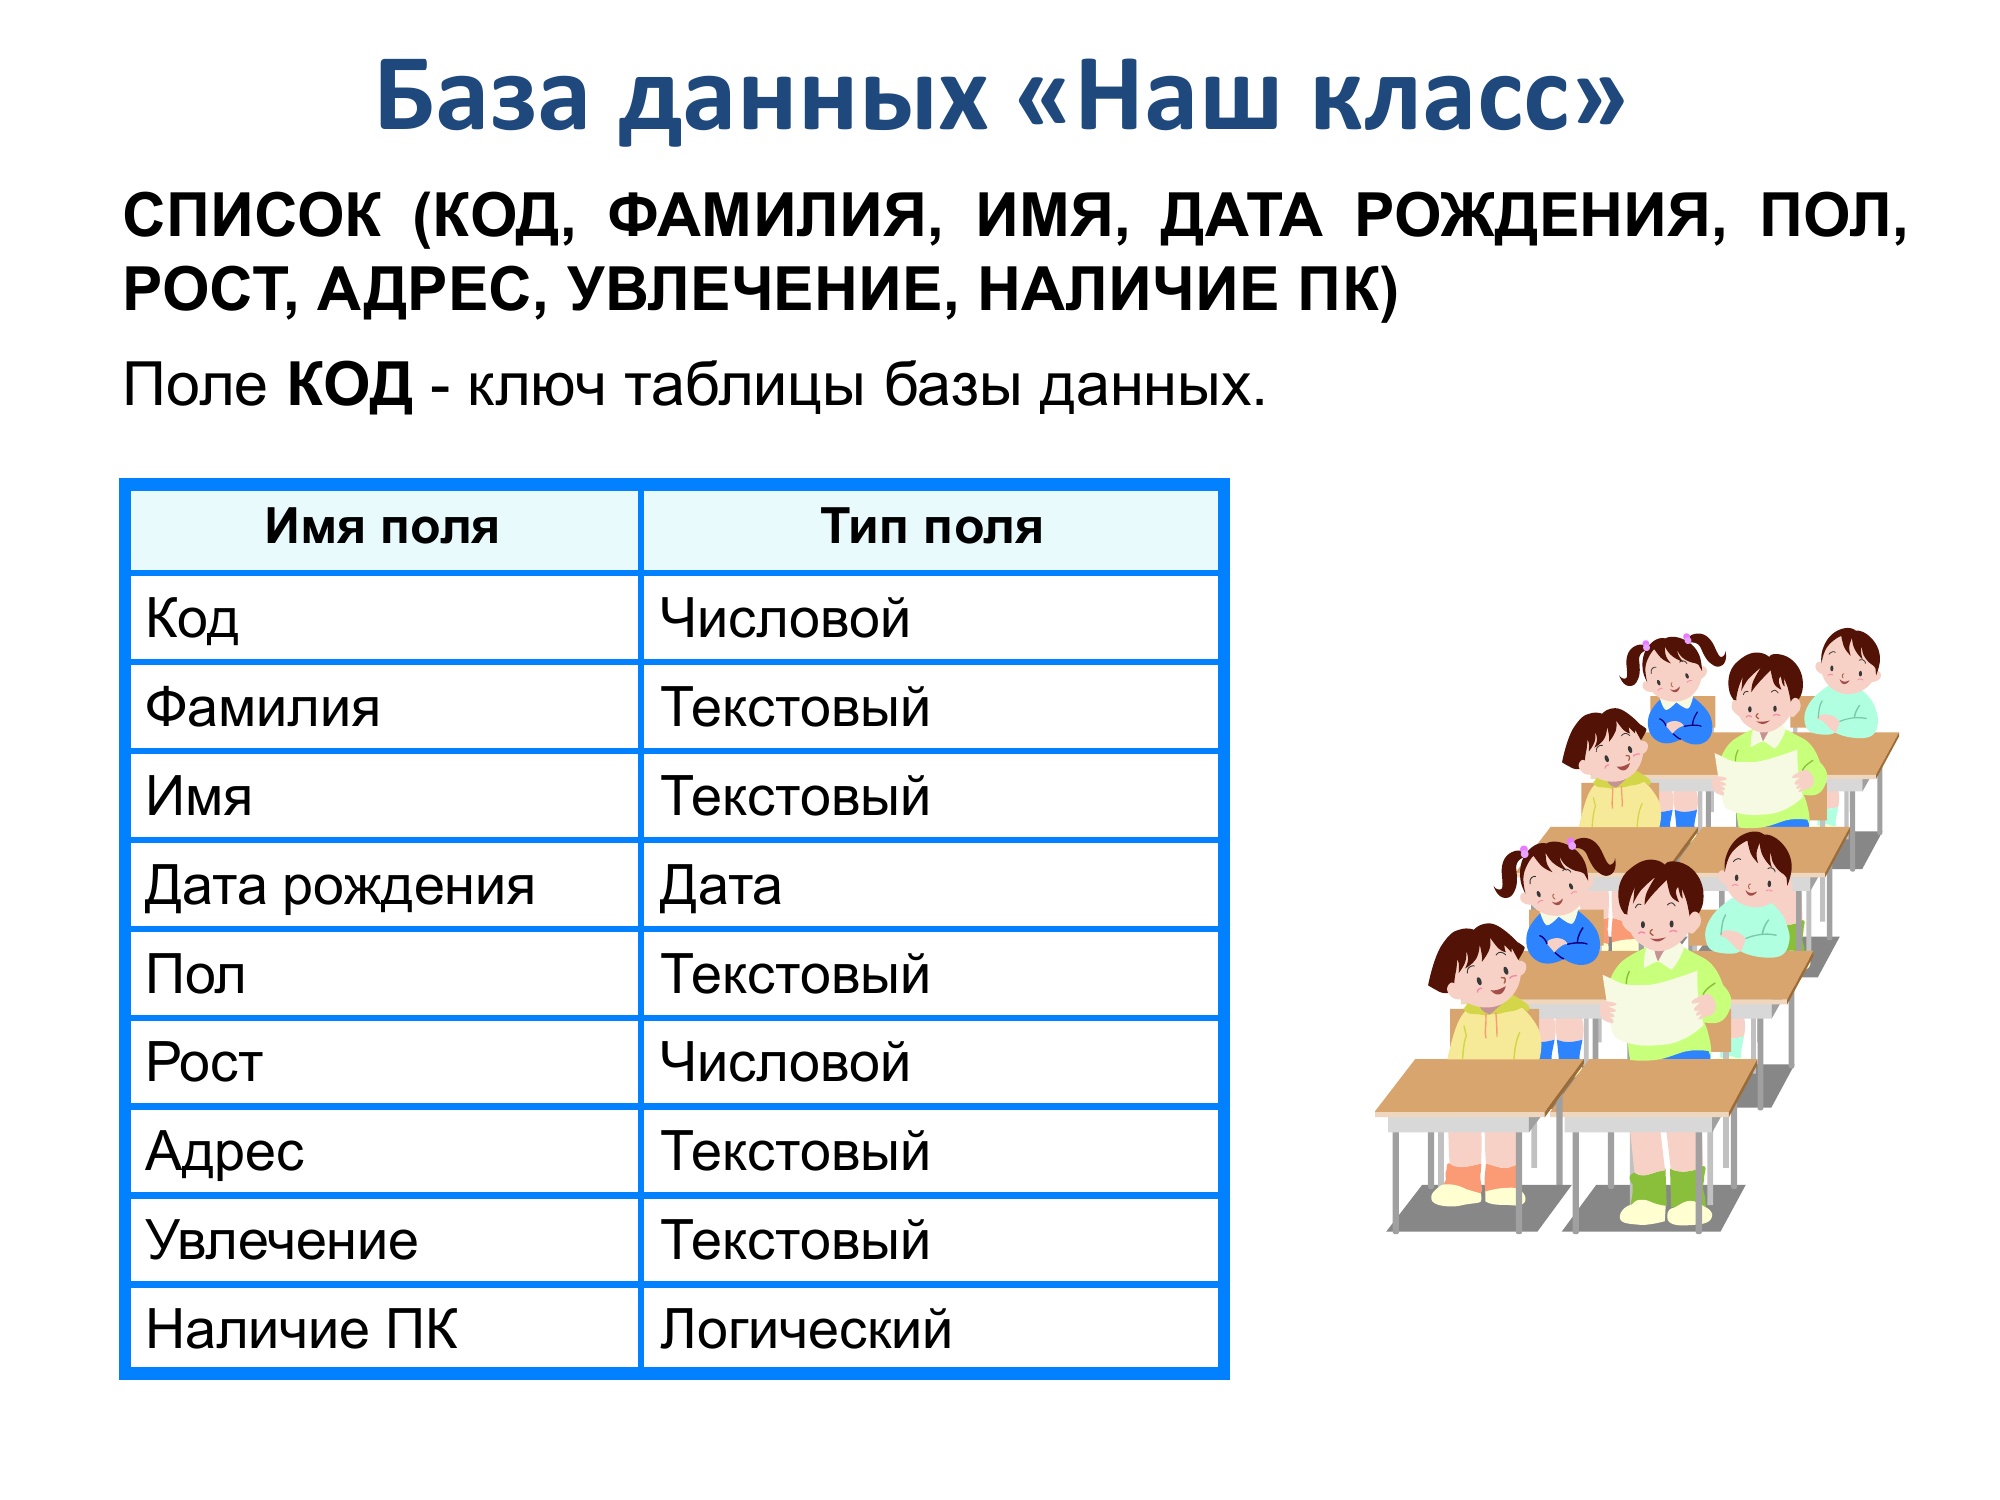 База данных «Наш класс»
СПИСОК (КОД, ФАМИЛИЯ, ИМЯ, ДАТА РОЖДЕНИЯ, ПОЛ,
РОСТ, АДРЕС, УВЛЕЧЕНИЕ, НАЛИЧИЕ ПК)
Поле КОД - ключ таблицы базы данных.
Имя поля Тип поля
Код Числовой
Фамилия Текстовый
Имя Текстовый
Дата рождения Дата
Пол Текстовый
Рост Числовой
Адрес Текстовый
Увлечение Текстовый
Наличие ПК Логический